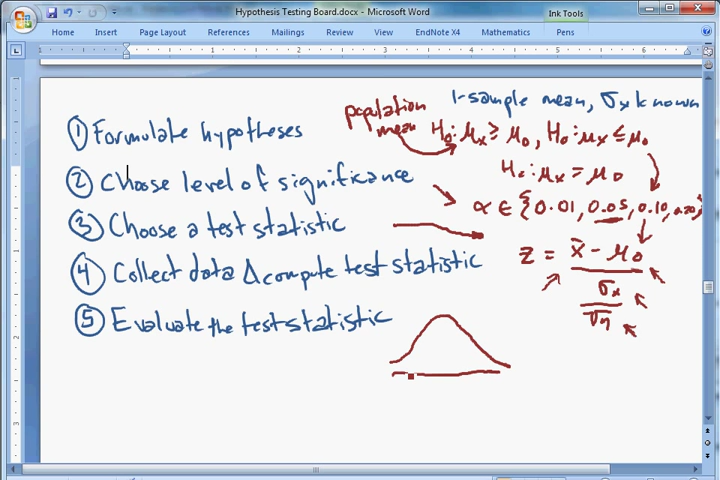 Hypothesis Testing Board.docx - Microsoft Word
Ink Tools
Home Insert Page Layout References Mailings Review View EndNote X4 Mathematics Pens
1-sample mean, σx known
population mean
① Formulate hypotheses H₀: μx ≥ μ₀, H₀: μx ≤ μ₀
H₀: μx = μ₀
② Choose level of significance
α ∈ {0.01, 0.05, 0.10, 0.20}
③ Choose a test statistic
z = x̄ - μ₀
σx
√n
④ Collect data & compute test statistic
⑤ Evaluate the test statistic